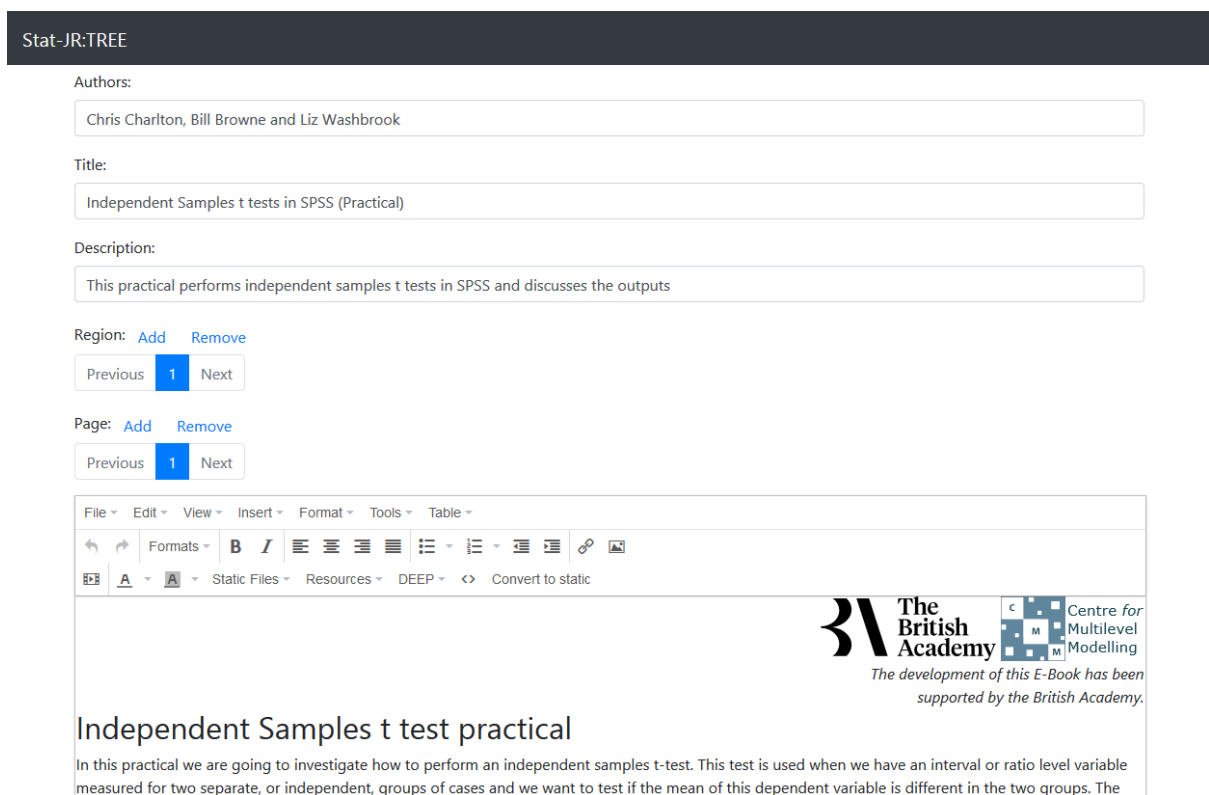 Stat-JR:TREE
Authors:
Chris Charlton, Bill Browne and Liz Washbrook
Title:
Independent Samples t tests in SPSS (Practical)
Description:
This practical performs independent samples t tests in SPSS and discusses the outputs
Region: Add Remove
Previous 1 Next
Page: Add Remove
Previous 1 Next
File Edit View Insert Format Tools Table
Formats B I
A A Static Files Resources DEEP <> Convert to static
The
British
Academy
C
M
M
Centre for
Multilevel
Modelling
The development of this E-Book has been
supported by the British Academy.
Independent Samples t test practical
In this practical we are going to investigate how to perform an independent samples t-test. This test is used when we have an interval or ratio level variable
measured for two separate, or independent, groups of cases and we want to test if the mean of this dependent variable is different in the two groups. The